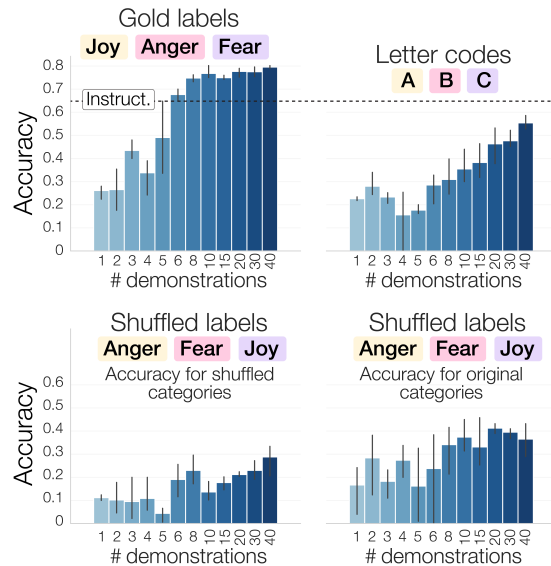 Gold labels
Joy Anger Fear
Accuracy
0.8
0.7
0.6
0.5
0.4
0.3
0.2
0.1
0
Instruct.
1 2 3 4 5 6 8 10 15 20 30 40
# demonstrations
Letter codes
A B C
1 2 3 4 5 6 8 10 15 20 30 40
# demonstrations
Shuffled labels
Anger Fear Joy
Accuracy for shuffled
categories
Accuracy
0.6
0.5
0.4
0.3
0.2
0.1
0
1 2 3 4 5 6 8 10 15 20 30 40
# demonstrations
Shuffled labels
Anger Fear Joy
Accuracy for original
categories
1 2 3 4 5 6 8 10 15 20 30 40
# demonstrations